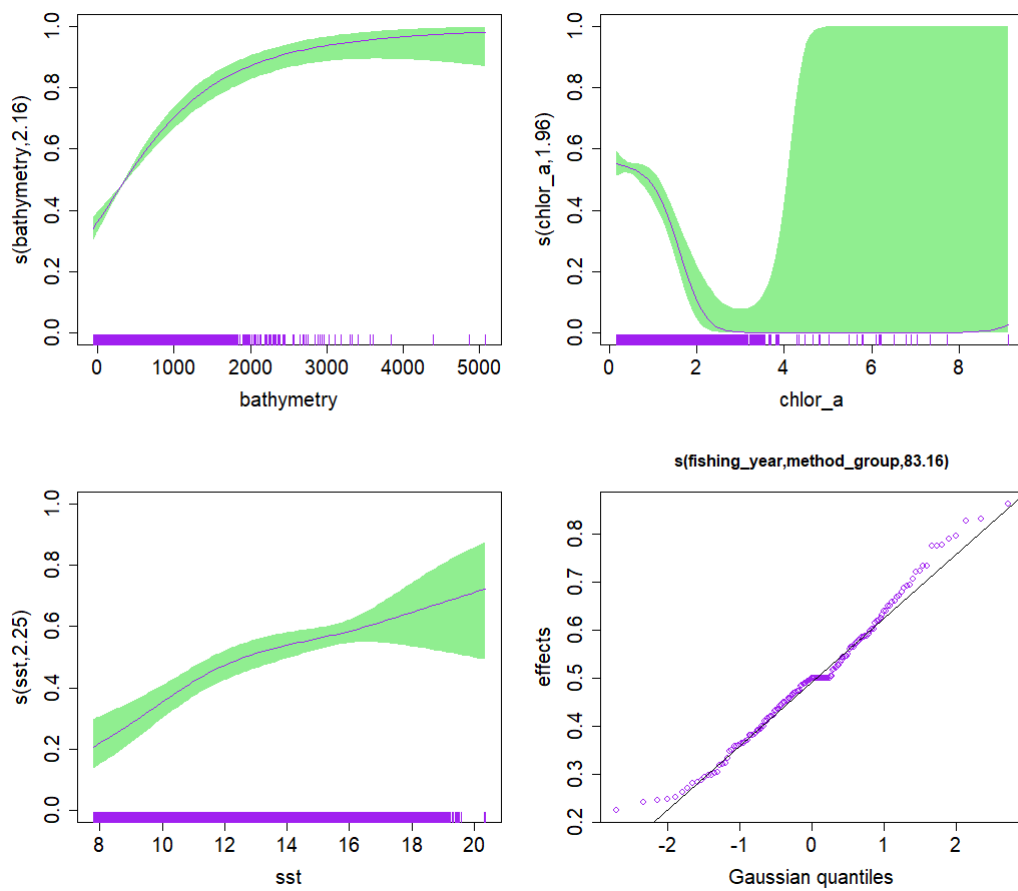 s(bathymetry,2.16)
0.0 0.2 0.4 0.6 0.8 1.0
0 1000 2000 3000 4000 5000
bathymetry
s(chlor_a,1.96)
0.0 0.2 0.4 0.6 0.8 1.0
0 2 4 6 8
chlor_a
s(sst,2.25)
0.0 0.2 0.4 0.6 0.8 1.0
8 10 12 14 16 18 20
sst
s(fishing_year,method_group,83.16)
effects
0.2 0.3 0.4 0.5 0.6 0.7 0.8
-2 -1 0 1 2
Gaussian quantiles